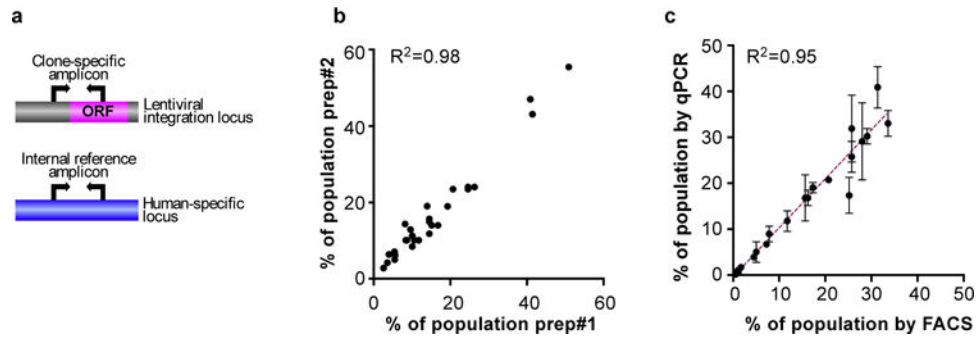 a
Clone-specific
amplicon
ORF
Lentiviral
integration locus
Internal reference
amplicon
Human-specific
locus
b
R²=0.98
% of population prep#2
60
40
20
0
0
20
40
60
% of population prep#1
c
R²=0.95
% of population by qPCR
50
40
30
20
10
0
0
10
20
30
40
50
% of population by FACS